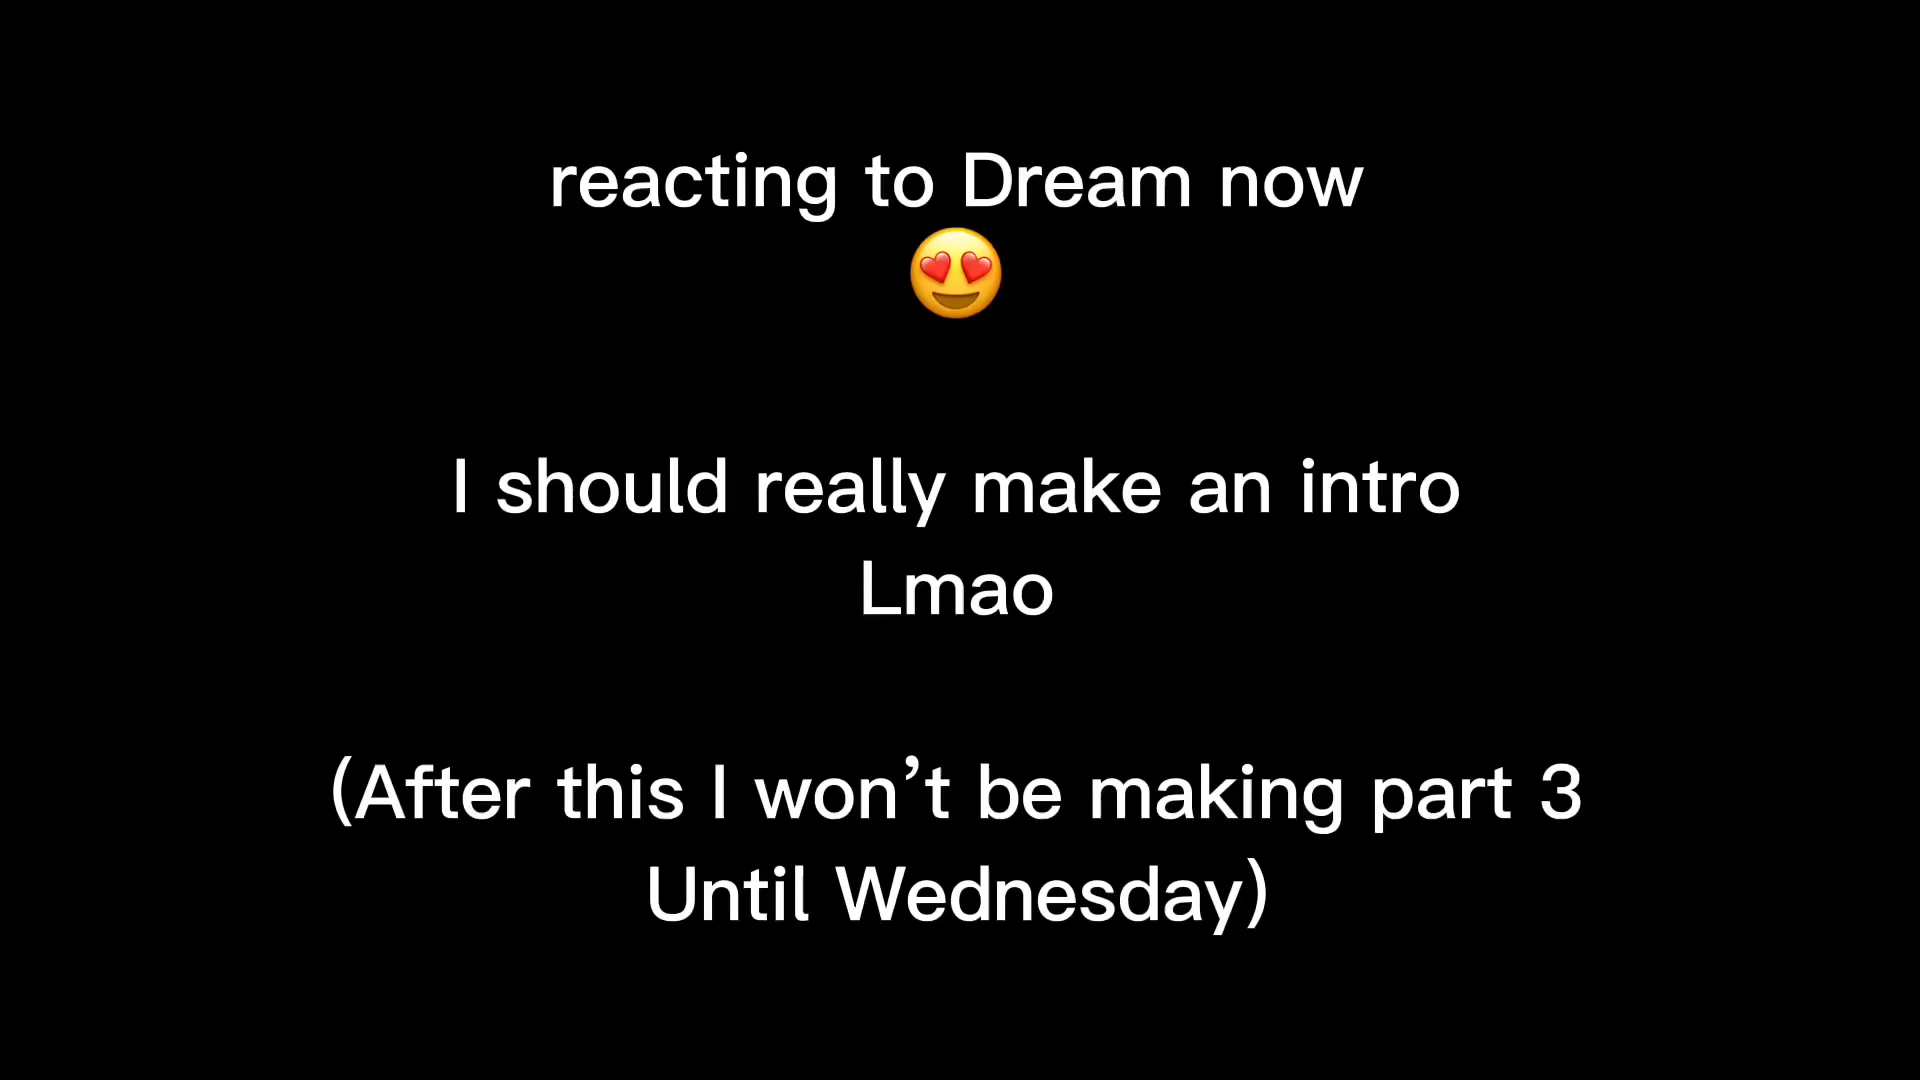 reacting to Dream now
😍
I should really make an intro
Lmao
(After this I won’t be making part 3
Until Wednesday)